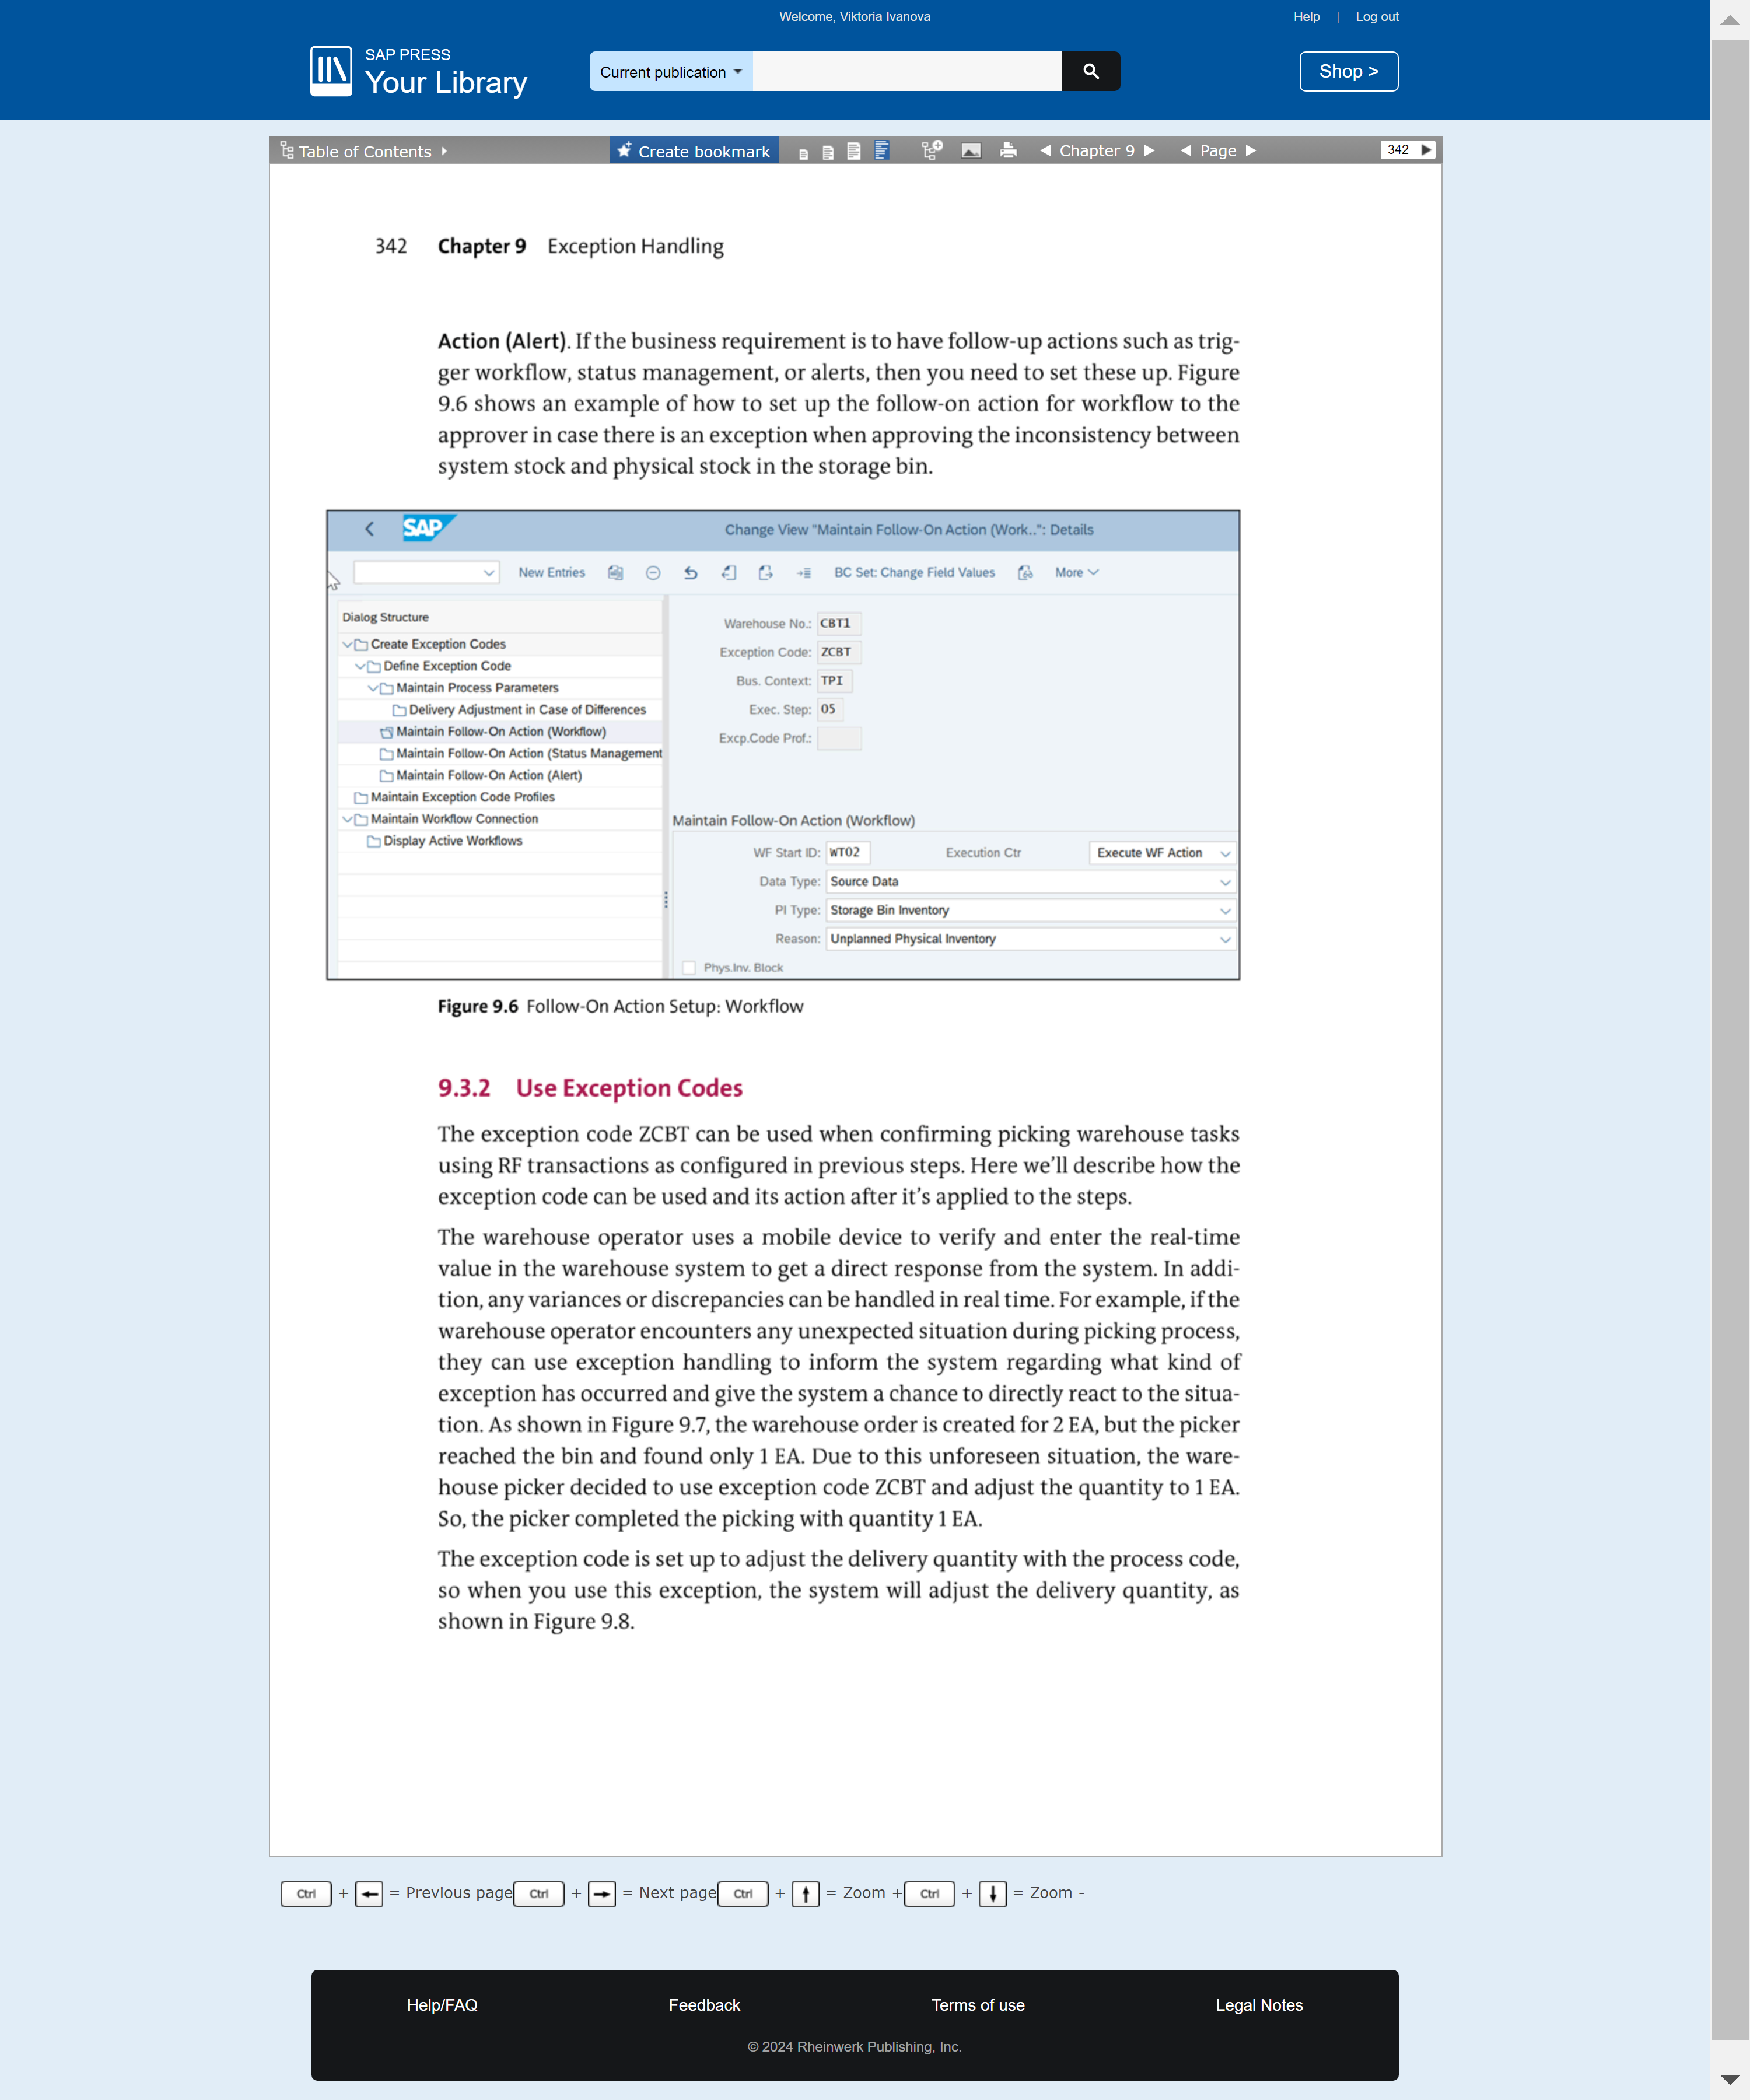 Welcome, Viktoria Ivanova
Help | Log out
SAP PRESS
Your Library
Current publication
Shop >
Table of Contents
Create bookmark
Chapter 9
Page
342
342 Chapter 9 Exception Handling
Action (Alert). If the business requirement is to have follow-up actions such as trig-
ger workflow, status management, or alerts, then you need to set these up. Figure
9.6 shows an example of how to set up the follow-on action for workflow to the
approver in case there is an exception when approving the inconsistency between
system stock and physical stock in the storage bin.
SAP
Change View "Maintain Follow-On Action (Work..": Details
New Entries
BC Set: Change Field Values
More
Dialog Structure
Create Exception Codes
Define Exception Code
Maintain Process Parameters
Delivery Adjustment in Case of Differences
Maintain Follow-On Action (Workflow)
Maintain Follow-On Action (Status Management
Maintain Follow-On Action (Alert)
Maintain Exception Code Profiles
Maintain Workflow Connection
Display Active Workflows
Warehouse No.: CBT1
Exception Code: ZCBT
Bus. Context: TPI
Exec. Step: 05
Excp.Code Prof.:
Maintain Follow-On Action (Workflow)
WF Start ID: WT02 Execution Ctr Execute WF Action
Data Type: Source Data
PI Type: Storage Bin Inventory
Reason: Unplanned Physical Inventory
Phys.Inv. Block
Figure 9.6 Follow-On Action Setup: Workflow
9.3.2 Use Exception Codes
The exception code ZCBT can be used when confirming picking warehouse tasks
using RF transactions as configured in previous steps. Here we'll describe how the
exception code can be used and its action after it's applied to the steps.
The warehouse operator uses a mobile device to verify and enter the real-time
value in the warehouse system to get a direct response from the system. In addi-
tion, any variances or discrepancies can be handled in real time. For example, if the
warehouse operator encounters any unexpected situation during picking process,
they can use exception handling to inform the system regarding what kind of
exception has occurred and give the system a chance to directly react to the situa-
tion. As shown in Figure 9.7, the warehouse order is created for 2 EA, but the picker
reached the bin and found only 1 EA. Due to this unforeseen situation, the ware-
house picker decided to use exception code ZCBT and adjust the quantity to 1 EA.
So, the picker completed the picking with quantity 1 EA.
The exception code is set up to adjust the delivery quantity with the process code,
so when you use this exception, the system will adjust the delivery quantity, as
shown in Figure 9.8.
Ctrl + ← = Previous page Ctrl + → = Next page Ctrl + ↑ = Zoom + Ctrl + ↓ = Zoom -
Help/FAQ
Feedback
Terms of use
Legal Notes
© 2024 Rheinwerk Publishing, Inc.